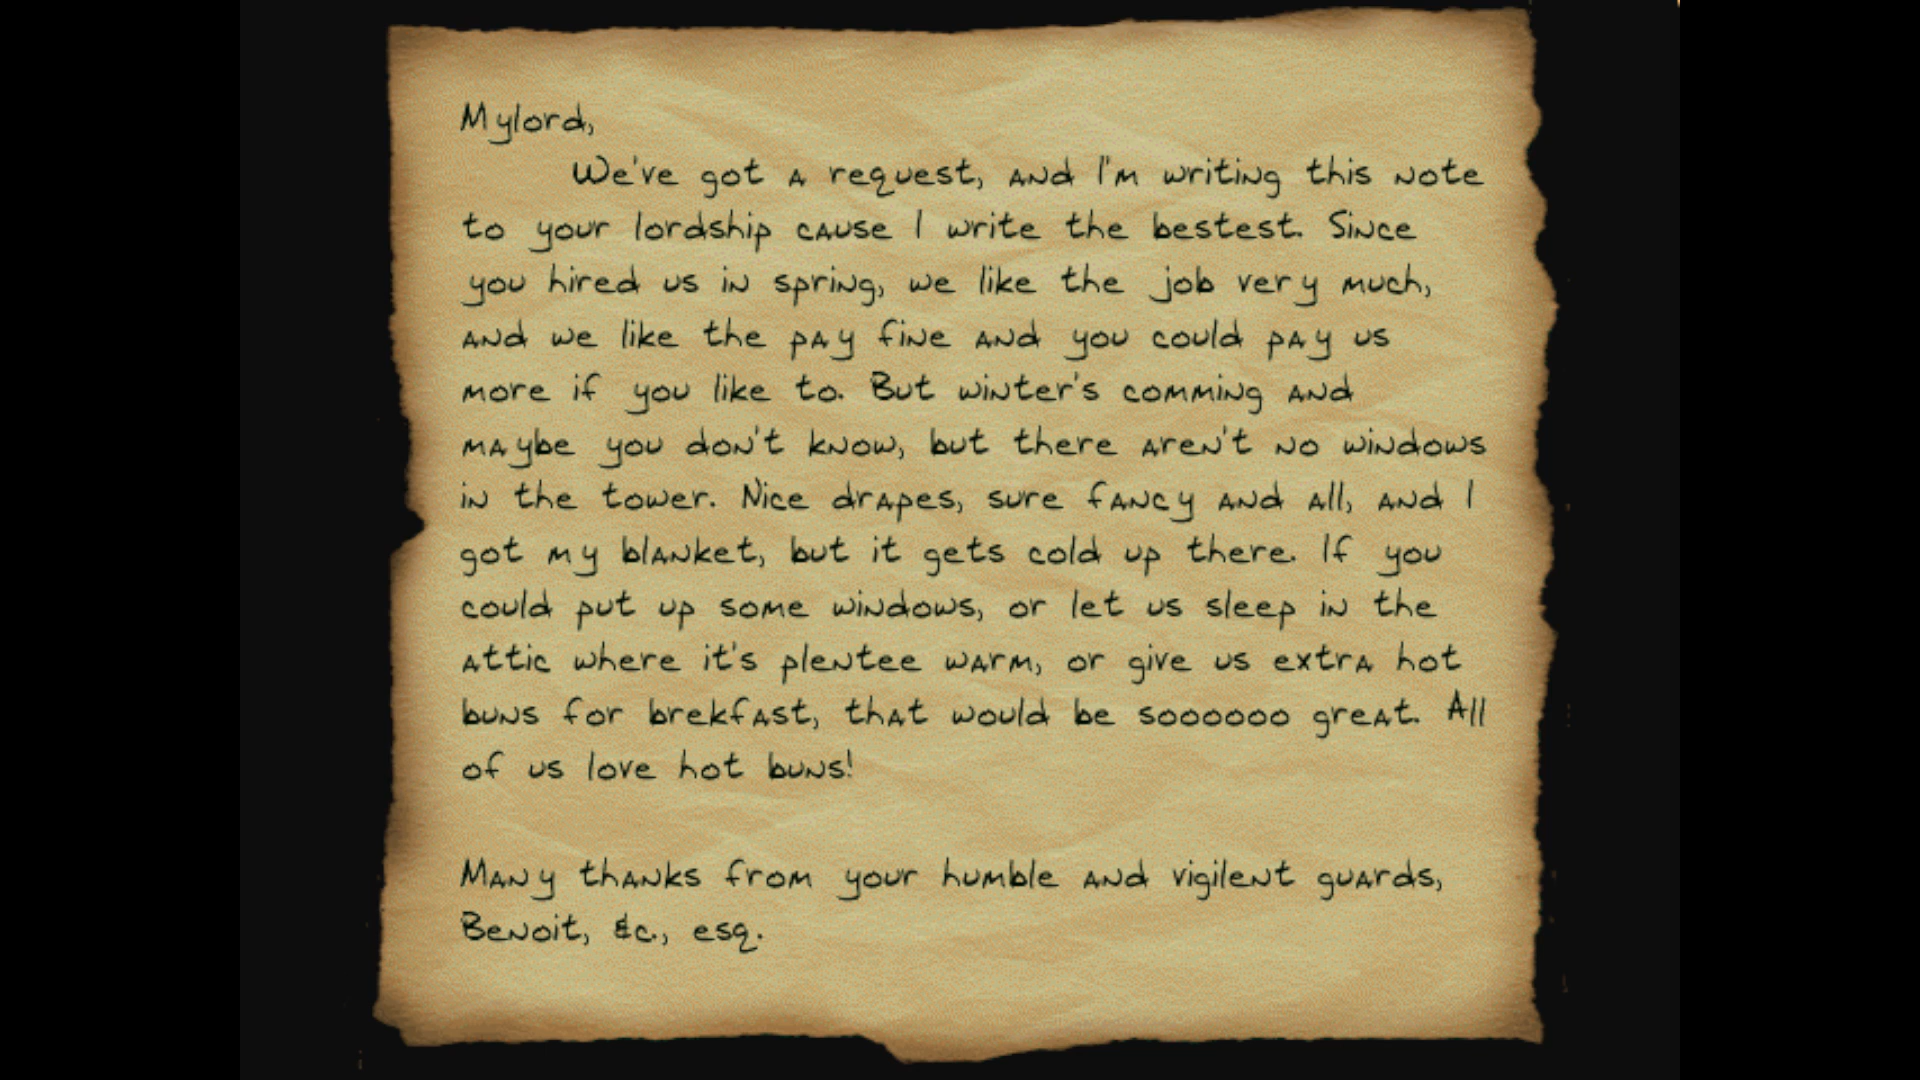 Mylord,
We've got a request, and I'm writing this note
to your lordship cause I write the bestest. Since
you hired us in spring, we like the job very much,
and we like the pay fine and you could pay us
more if you like to. But winter's comming and
maybe you don't know, but there aren't no windows
in the tower. Nice drapes, sure fancy and all, and I
got my blanket, but it gets cold up there. If you
could put up some windows, or let us sleep in the
attic where it's plentee warm, or give us extra hot
buns for brekfast, that would be soooooo great. All
of us love hot buns!
Many thanks from your humble and vigilent guards,
Benoit, &c., esq.